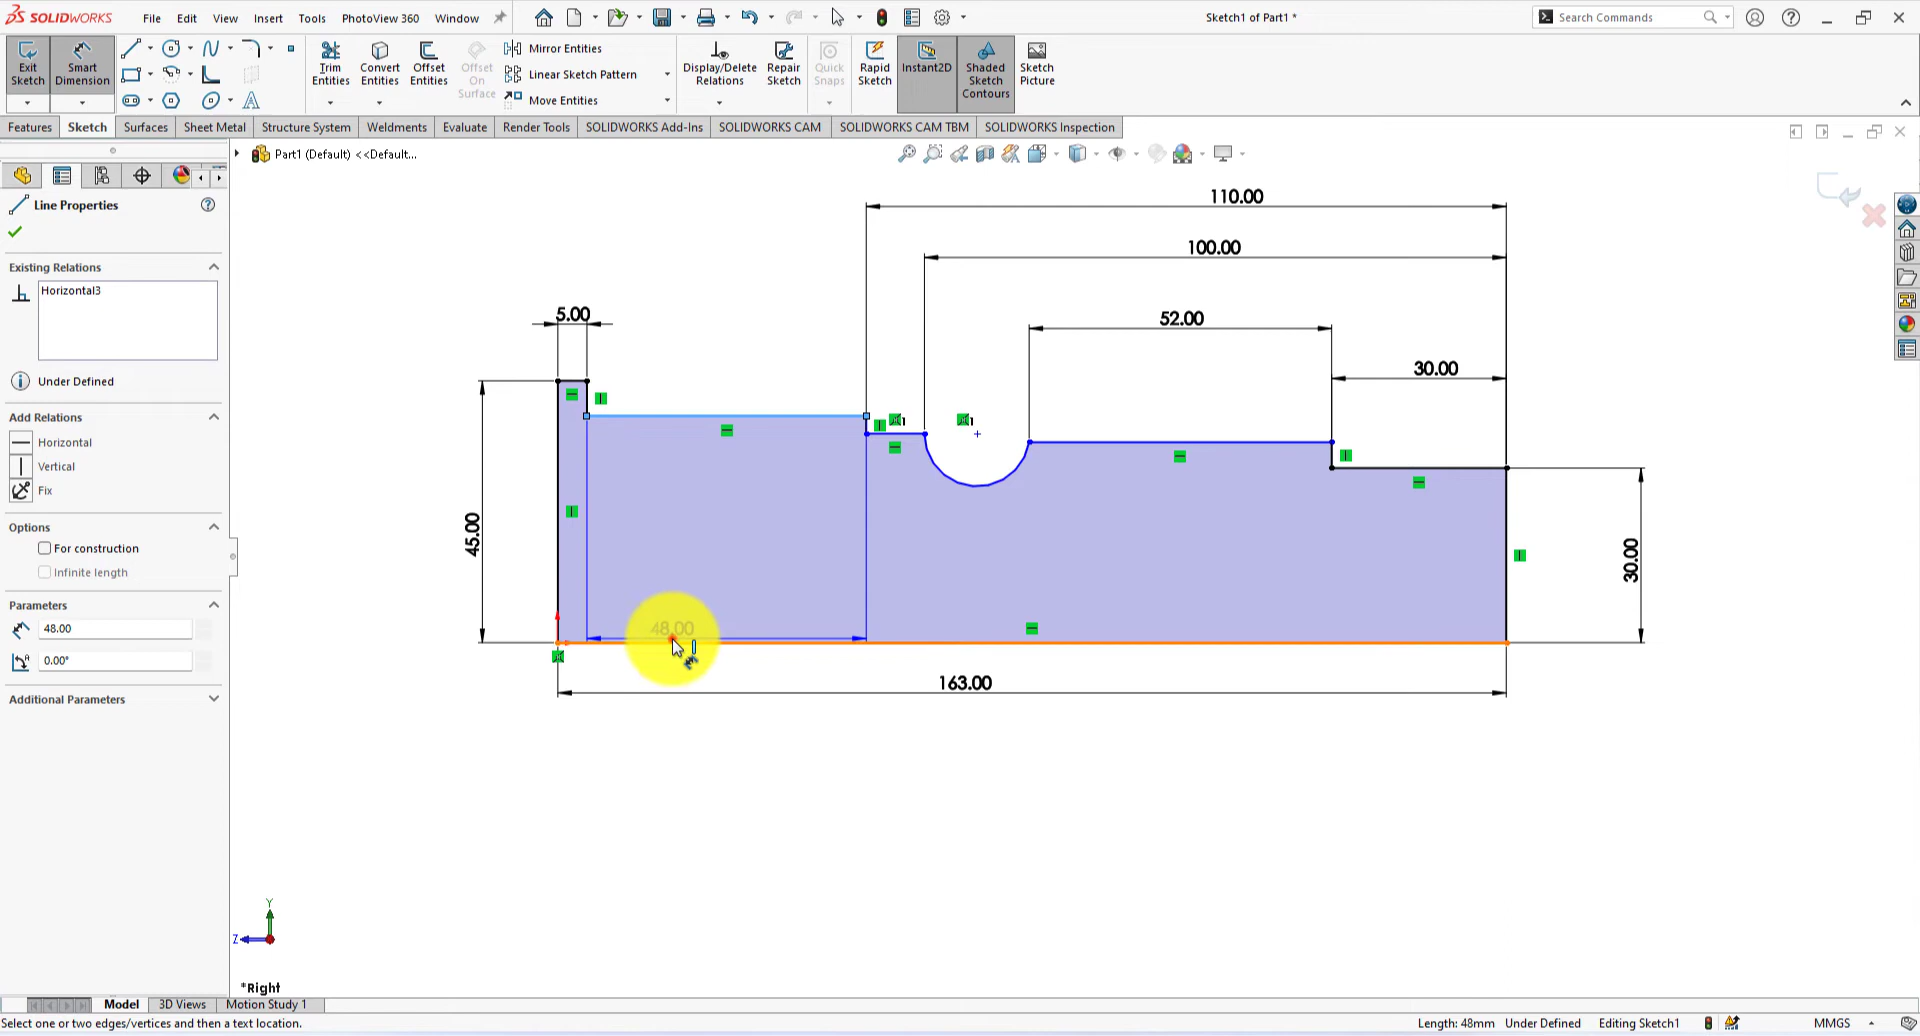 SOLIDWORKS
File
Edit
View
Insert
Tools
PhotoView 360
Window
Sketch1 of Part1 *
Search Commands
Exit
Sketch
Smart
Dimension
Trim
Entities
Convert
Entities
Offset
Entities
Offset
On
Surface
Mirror Entities
Linear Sketch Pattern
Move Entities
Display/Delete
Relations
Repair
Sketch
Quick
Snaps
Rapid
Sketch
Instant2D
Shaded
Sketch
Contours
Sketch
Picture
Features
Sketch
Surfaces
Sheet Metal
Structure System
Weldments
Evaluate
Render Tools
SOLIDWORKS Add-Ins
SOLIDWORKS CAM
SOLIDWORKS CAM TBM
SOLIDWORKS Inspection
Part1 (Default) <<Default...
Line Properties
Existing Relations
Horizontal3
Under Defined
Add Relations
Horizontal
Vertical
Fix
Options
For construction
Infinite length
Parameters
48.00
0.00°
Additional Parameters
110.00
100.00
5.00
52.00
30.00
1
1
45.00
30.00
48.00
163.00
Y
Z
*Right
Model
3D Views
Motion Study 1
Select one or two edges/vertices and then a text location.
Length: 48mm
Under Defined
Editing Sketch1
MMGS